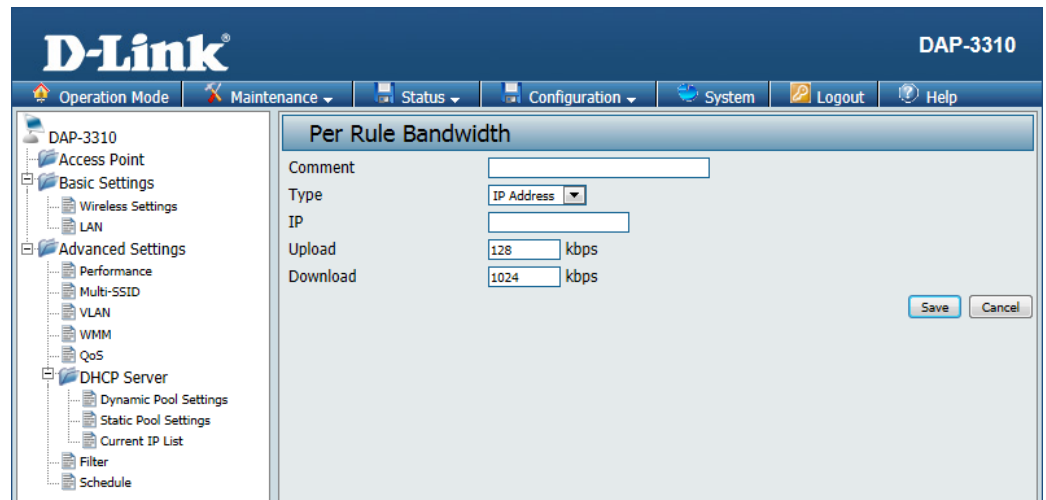 D-Link®
DAP-3310
Operation Mode Maintenance Status Configuration System Logout Help
DAP-3310
Access Point
Basic Settings
Wireless Settings
LAN
Advanced Settings
Performance
Multi-SSID
VLAN
WMM
QoS
DHCP Server
Dynamic Pool Settings
Static Pool Settings
Current IP List
Filter
Schedule
Per Rule Bandwidth
Comment
Type IP Address
IP
Upload 128 kbps
Download 1024 kbps
Save Cancel